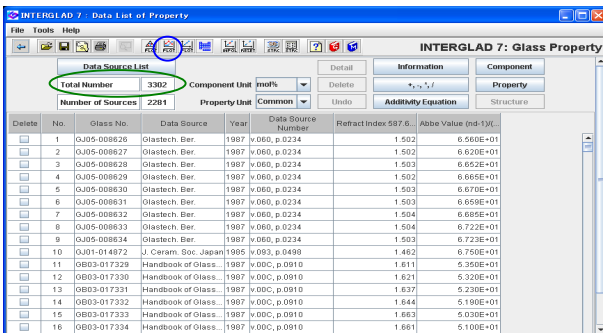 INTERGLAD 7 : Data List of Property
File Tools Help
INTERGLAD 7: Glass Property
Data Source List Detail Information Component
Total Number 3302 Component Unit mol% Delete +, -, *, / Property
Number of Sources 2281 Property Unit Common Undo Additivity Equation Structure
Delete No. Glass No. Data Source Year Data Source Number Refract Index 587.6... Abbe Value (nd-1)/(...
1 GJ05-008626 Glastech. Ber. 1987 v.060, p.0234 1.502 6.560E+01
2 GJ05-008627 Glastech. Ber. 1987 v.060, p.0234 1.502 6.620E+01
3 GJ05-008628 Glastech. Ber. 1987 v.060, p.0234 1.503 6.652E+01
4 GJ05-008629 Glastech. Ber. 1987 v.060, p.0234 1.502 6.665E+01
5 GJ05-008630 Glastech. Ber. 1987 v.060, p.0234 1.503 6.670E+01
6 GJ05-008631 Glastech. Ber. 1987 v.060, p.0234 1.503 6.659E+01
7 GJ05-008632 Glastech. Ber. 1987 v.060, p.0234 1.504 6.685E+01
8 GJ05-008633 Glastech. Ber. 1987 v.060, p.0234 1.504 6.722E+01
9 GJ05-008634 Glastech. Ber. 1987 v.060, p.0234 1.503 6.723E+01
10 GJ01-014872 J. Ceram. Soc. Japan 1985 v.093, p.0498 1.462 6.750E+01
11 GB03-017329 Handbook of Glass... 1987 v.00C, p.0910 1.611 5.350E+01
12 GB03-017330 Handbook of Glass... 1987 v.00C, p.0910 1.621 5.320E+01
13 GB03-017331 Handbook of Glass... 1987 v.00C, p.0910 1.637 5.230E+01
14 GB03-017332 Handbook of Glass... 1987 v.00C, p.0910 1.644 5.190E+01
15 GB03-017333 Handbook of Glass... 1987 v.00C, p.0910 1.663 5.030E+01
16 GB03-017334 Handbook of Glass... 1987 v.00C, p.0910 1.661 5.100E+01